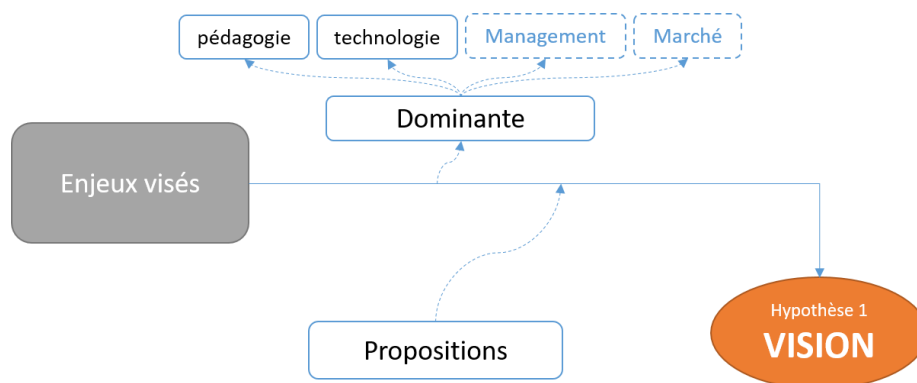 pédagogie
technologie
Management
Marché
Dominante
Enjeux visés
Hypothèse 1
VISION
Propositions